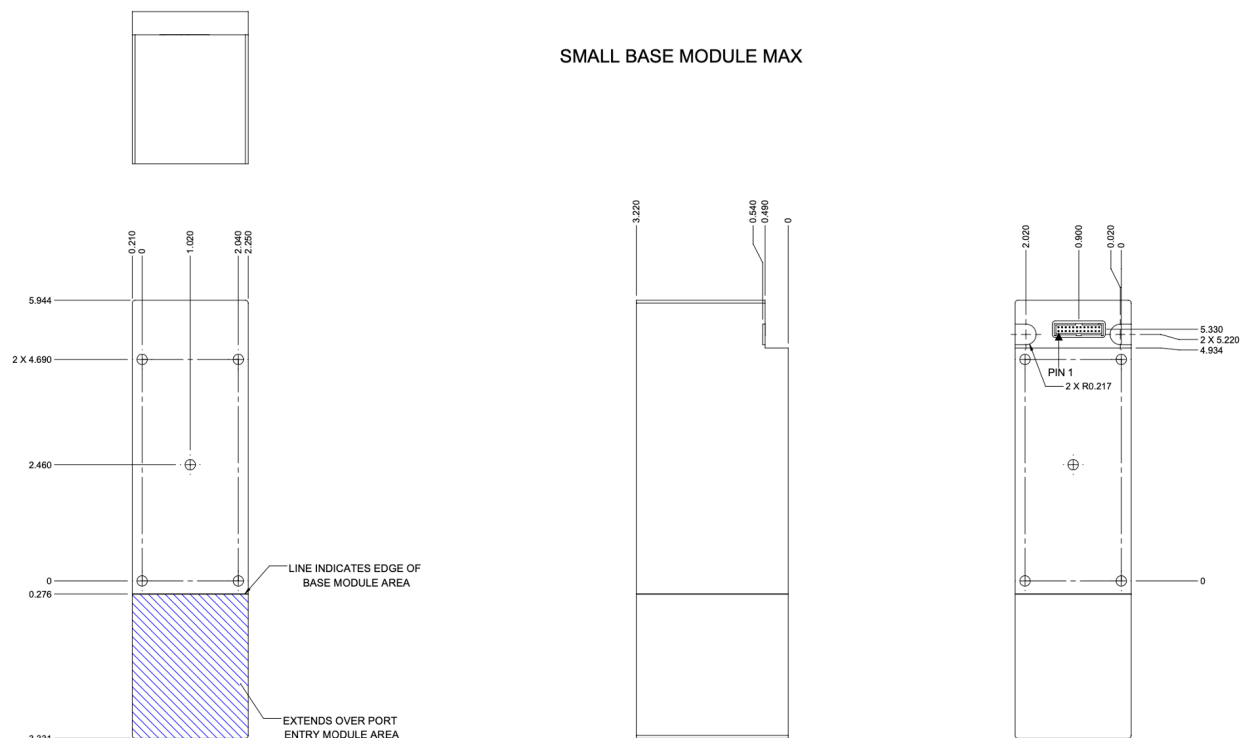 SMALL BASE MODULE MAX
0.210
0
1.020
2.040
2.250
5.944
2 X 4.690
2.460
0
0.276
LINE INDICATES EDGE OF
BASE MODULE AREA
EXTENDS OVER PORT
ENTRY MODULE AREA
3.220
0.540
0.490
0
2.020
0.900
0.020
0
5.330
2 X 5.220
4.934
PIN 1
2 X R0.217
0